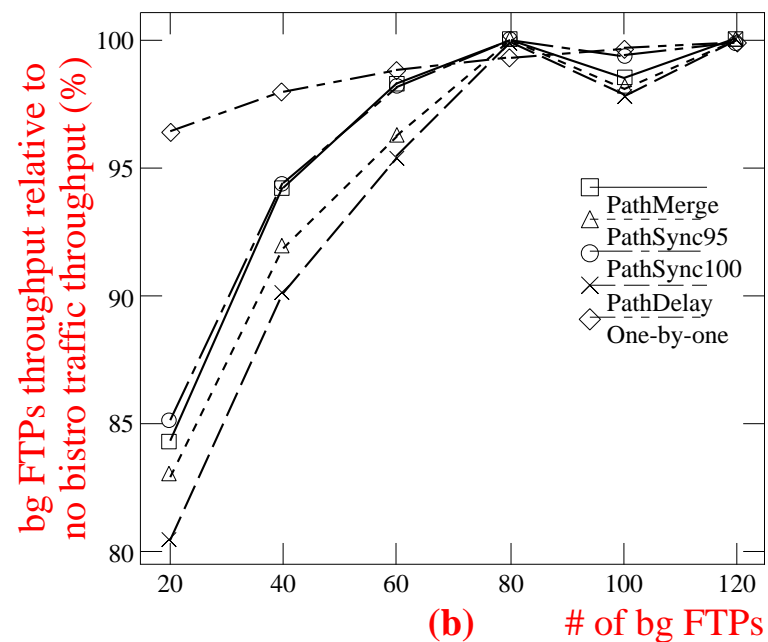 bg FTPs throughput relative to
no bistro traffic throughput (%)
100
95
90
85
80
PathMerge
PathSync95
PathSync100
PathDelay
One-by-one
20 40 60 80 100 120
(b) # of bg FTPs